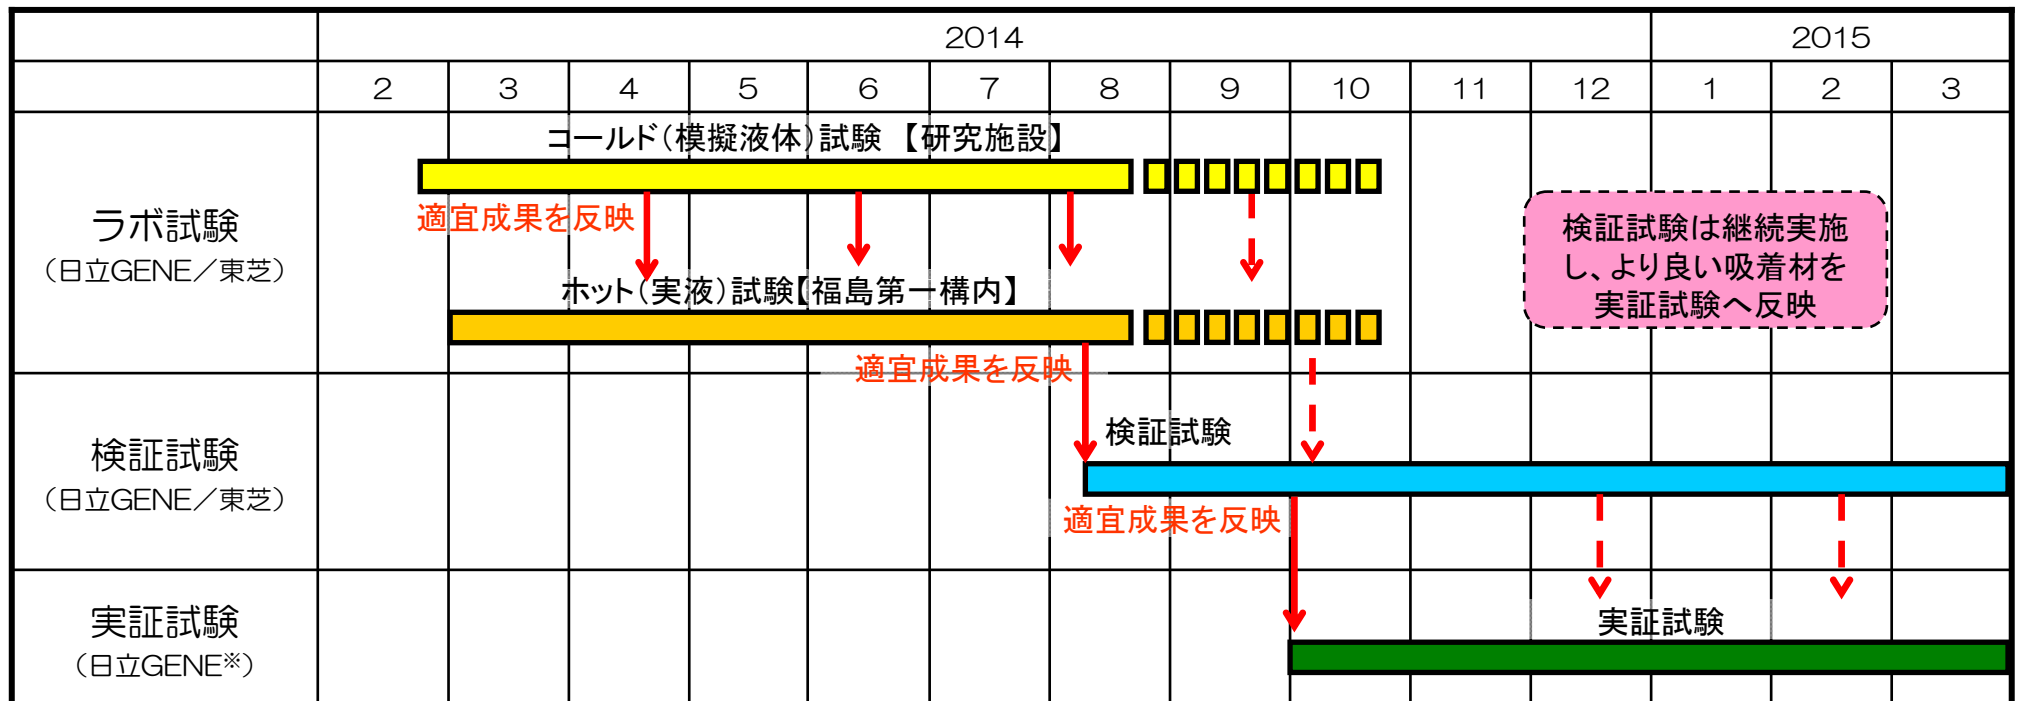 2014
2015
2
3
4
5
6
7
8
9
10
11
12
1
2
3
コールド(模擬液体)試験 【研究施設】
ラボ試験
(日立GENE/東芝)
適宜成果を反映
ホット(実液)試験【福島第一構内】
検証試験は継続実施
し、より良い吸着材を
実証試験へ反映
適宜成果を反映
検証試験
(日立GENE/東芝)
検証試験
適宜成果を反映
実証試験
(日立GENE※)
実証試験